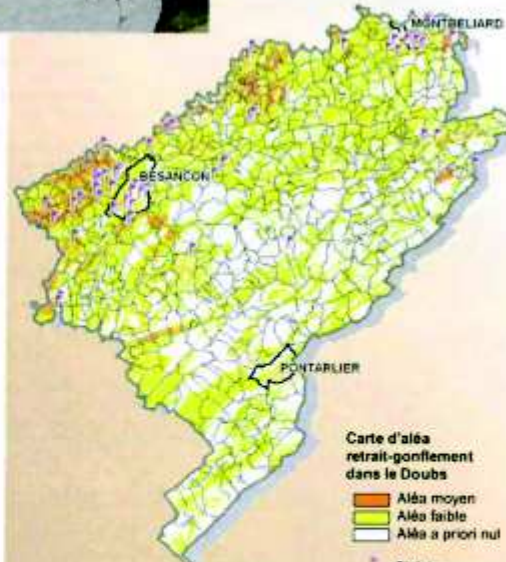 MONTBELIARD
BESANCON
PONTARLIER
Carte d'aléa
retrait-gonflement
dans le Doubs
Aléa moyen
Aléa faible
Aléa a priori nul